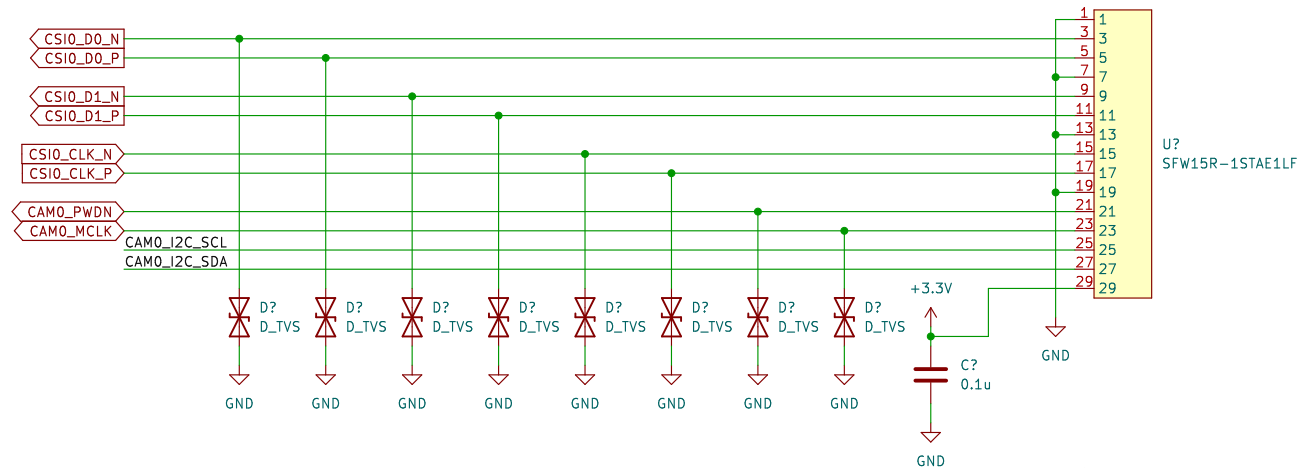 CSI0_D0_N
CSI0_D0_P
CSI0_D1_N
CSI0_D1_P
CSI0_CLK_N
CSI0_CLK_P
CAM0_PWDN
CAM0_MCLK
CAM0_I2C_SCL
CAM0_I2C_SDA
1 1
3 3
5 5
7 7
9 9
11 11
13 13
15 15
17 17
19 19
21 21
23 23
25 25
27 27
29 29
U?
SFW15R-1STAE1LF
D? D? D? D? D? D? D? D?
D_TVS D_TVS D_TVS D_TVS D_TVS D_TVS D_TVS D_TVS
GND GND GND GND GND GND GND GND
+3.3V
C?
0.1u
GND
GND